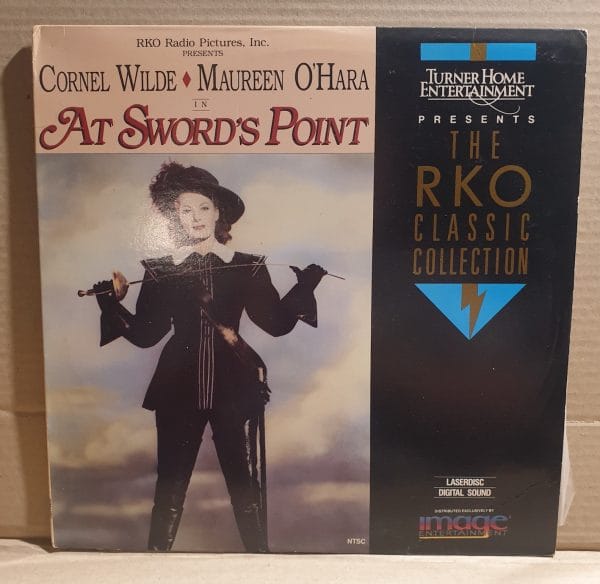 RKO Radio Pictures, Inc.
PRESENTS
CORNEL WILDE ♦ MAUREEN O'HARA
IN
AT SWORD'S POINT
NTSC
TURNER HOME
ENTERTAINMENT
PRESENTS
THE
RKO
CLASSIC
COLLECTION
LASERDISC
DIGITAL SOUND
DISTRIBUTED EXCLUSIVELY BY
image
ENTERTAINMENT